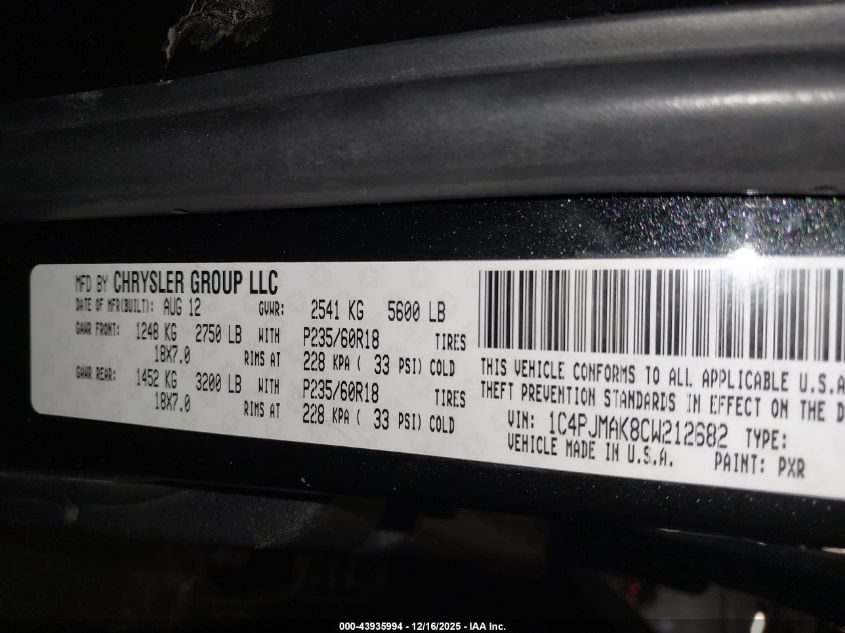 MFD BY CHRYSLER GROUP LLC
DATE OF MFR(BUILT): AUG 12 GVWR: 2541 KG 5600 LB
GAWR FRONT: 1248 KG 2750 LB WITH P235/60R18 TIRES
18X7.0 RIMS AT 228 KPA ( 33 PSI) COLD
GAWR REAR: 1452 KG 3200 LB WITH P235/60R18 TIRES
18X7.0 RIMS AT 228 KPA ( 33 PSI) COLD
THIS VEHICLE CONFORMS TO ALL APPLICABLE U.S.A
THEFT PREVENTION STANDARDS IN EFFECT ON THE D
VIN: 1C4PJMAK8CW212682 TYPE:
VEHICLE MADE IN U.S.A. PAINT: PXR
000-43935994 - 12/16/2025 - IAA Inc.